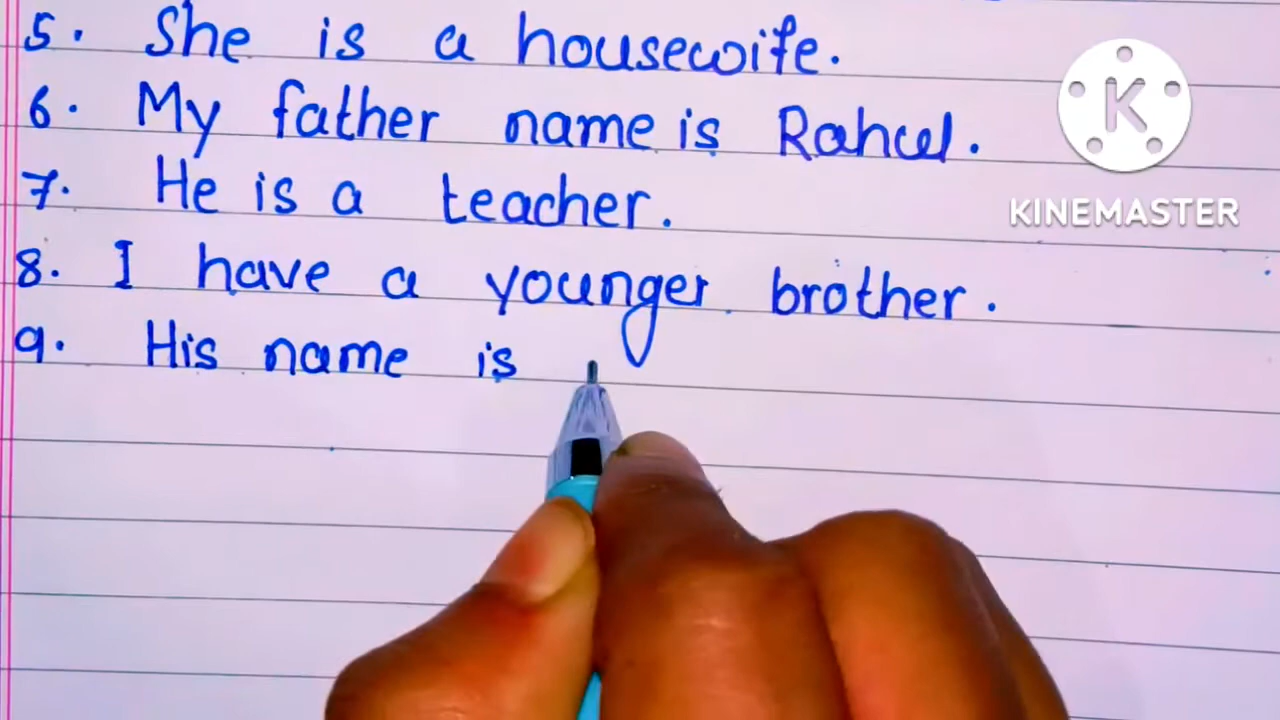 5. She is a housewife.
6. My father name is Rahul.
7. He is a teacher.
8. I have a younger brother.
9. His name is
K
KINEMASTER